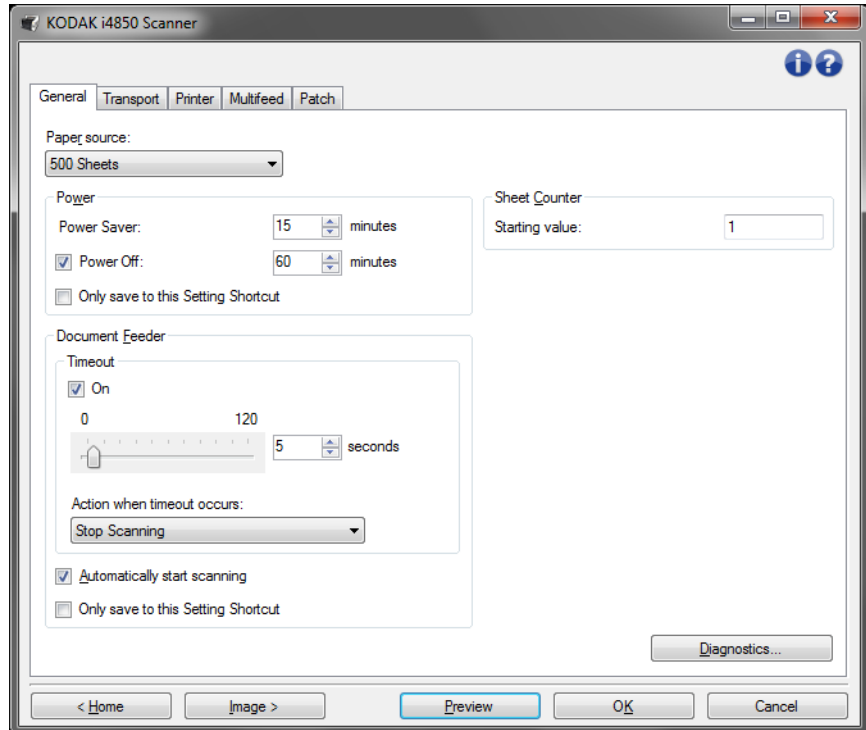 KODAK i4850 Scanner
General Transport Printer Multifeed Patch
Paper source:
500 Sheets
Power
Power Saver: 15 minutes
Power Off: 60 minutes
Only save to this Setting Shortcut
Sheet Counter
Starting value: 1
Document Feeder
Timeout
On
0 120
5 seconds
Action when timeout occurs:
Stop Scanning
Automatically start scanning
Only save to this Setting Shortcut
Diagnostics...
< Home Image > Preview OK Cancel